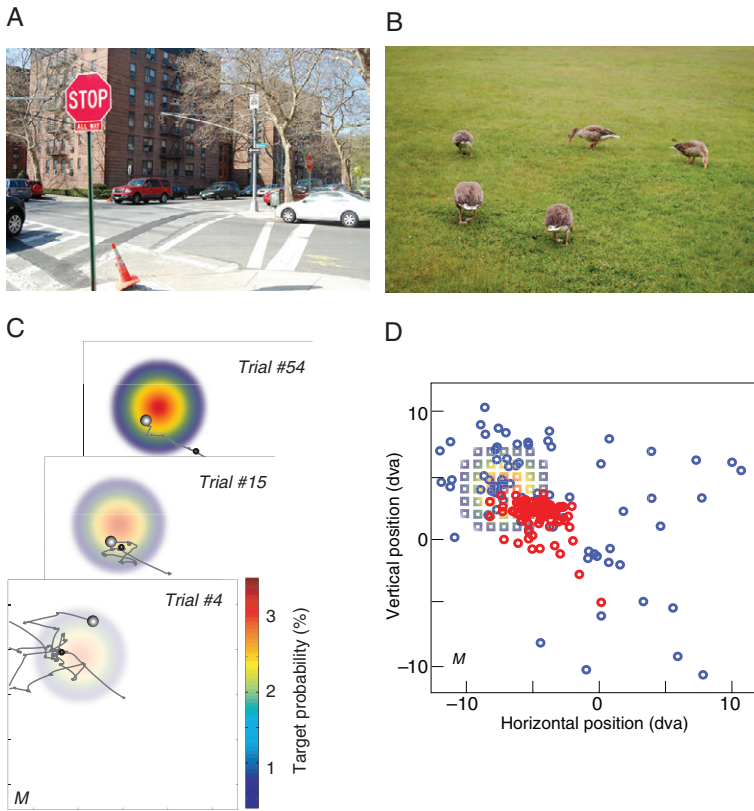 A
B
STOP
ALL WAY
C
Trial #54
Trial #15
Trial #4
M
3
2
1
Target probability (%)
D
10
0
−10
Vertical position (dva)
M
−10
−5
0
10
Horizontal position (dva)